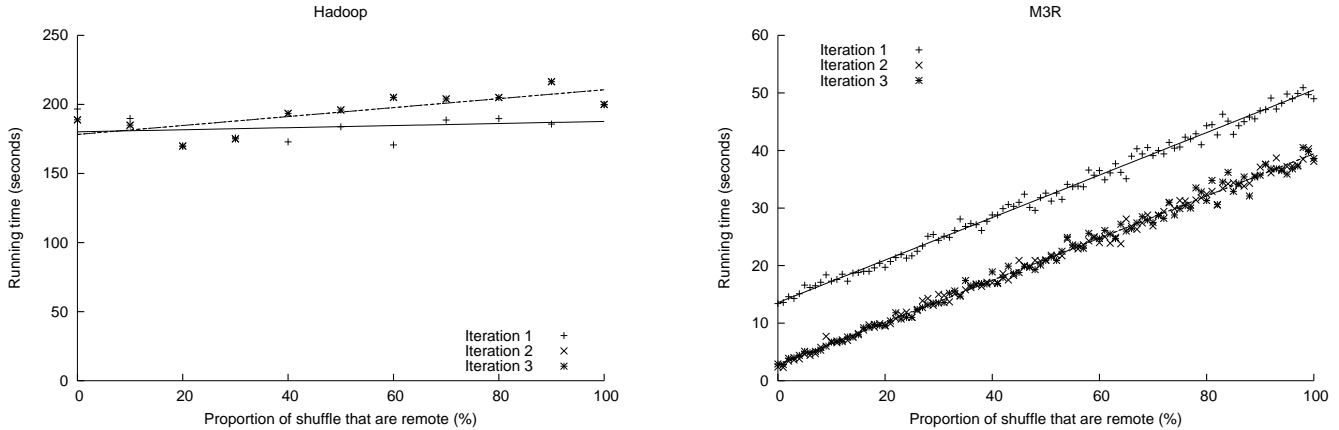 Hadoop
250
200
150
100
50
0
0 20 40 60 80 100
Running time (seconds)
Proportion of shuffle that are remote (%)
Iteration 1
Iteration 2
Iteration 3
M3R
60
50
40
30
20
10
0
0 20 40 60 80 100
Running time (seconds)
Proportion of shuffle that are remote (%)
Iteration 1
Iteration 2
Iteration 3